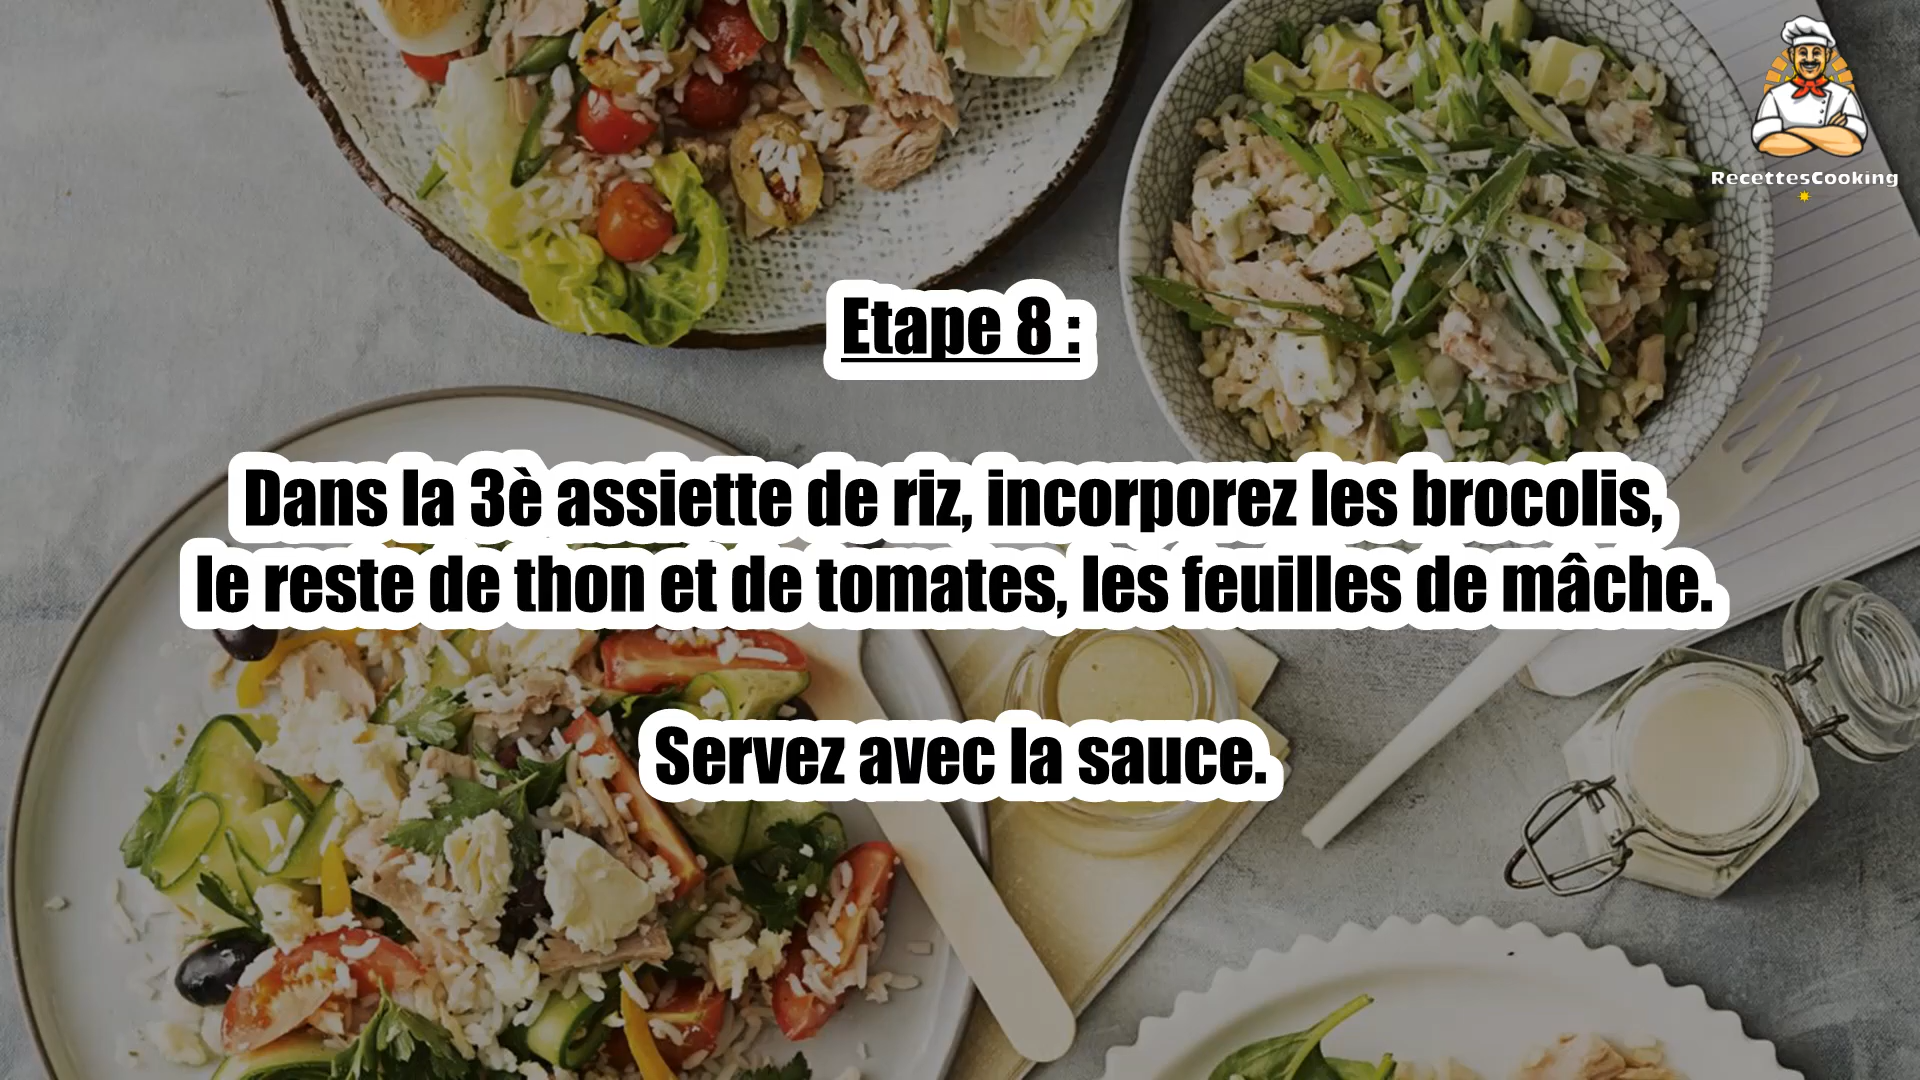 RecettesCooking
Etape 8 :
Dans la 3è assiette de riz, incorporez les brocolis,
le reste de thon et de tomates, les feuilles de mâche.
Servez avec la sauce.